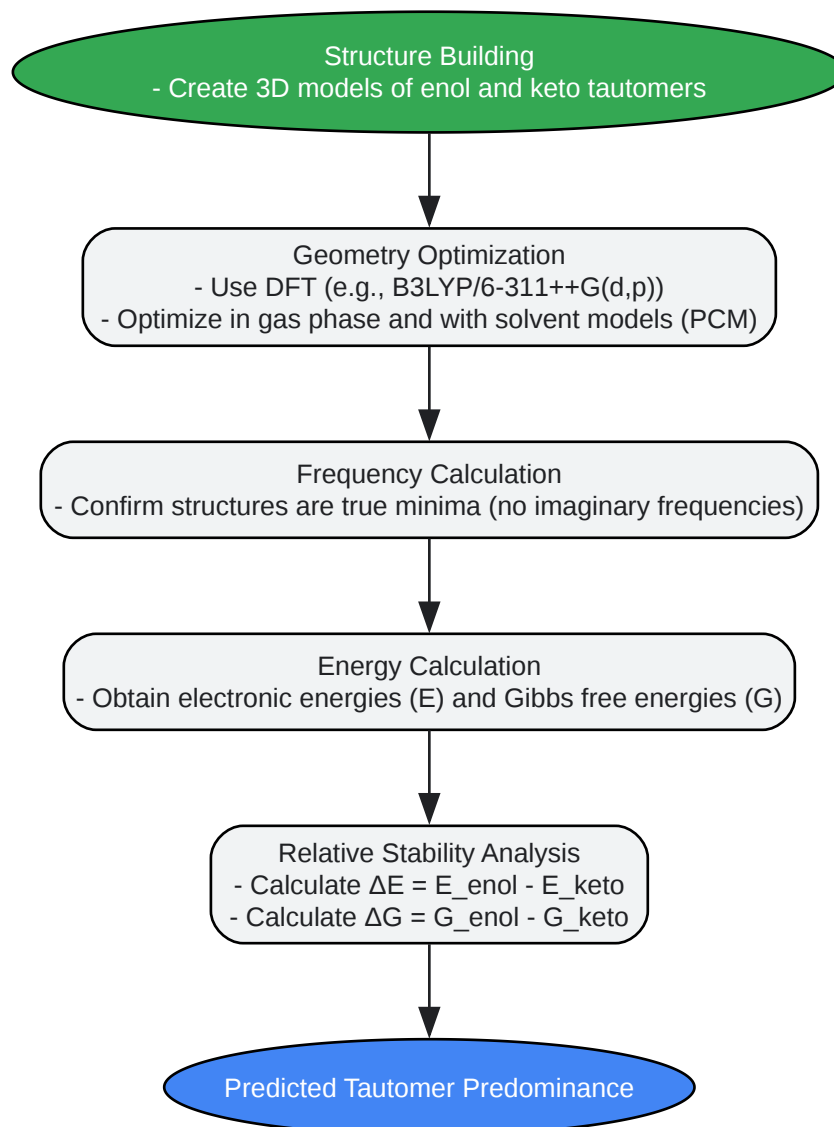 Structure Building
- Create 3D models of enol and keto tautomers
Geometry Optimization
- Use DFT (e.g., B3LYP/6-311++G(d,p))
- Optimize in gas phase and with solvent models (PCM)
Frequency Calculation
- Confirm structures are true minima (no imaginary frequencies)
Energy Calculation
- Obtain electronic energies (E) and Gibbs free energies (G)
Relative Stability Analysis
- Calculate ΔE = E_enol - E_keto
- Calculate ΔG = G_enol - G_keto
Predicted Tautomer Predominance